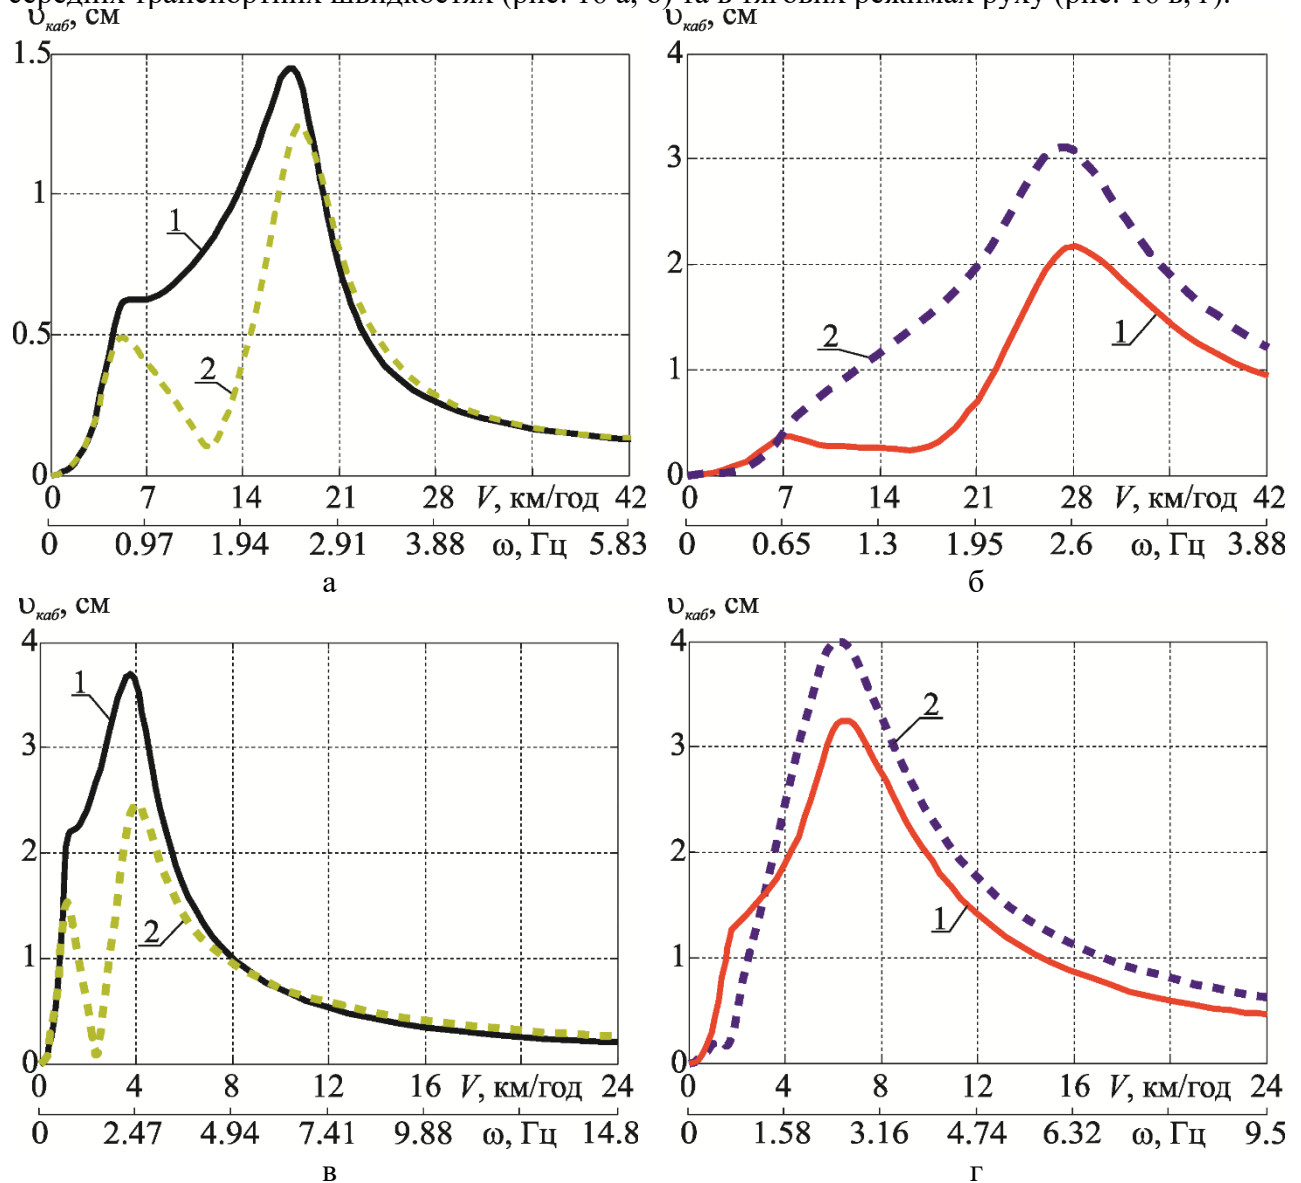 середніх транспортних швидкостях (рис. 10 а, б) та в тягових режимах руху (рис. 10 в, г).
υкаб, см
1.5
1
0.5
0
1
2
0 7 14 21 28 V, км/год 42
0 0.97 1.94 2.91 3.88 ω, Гц 5.83
а
υкаб, см
4
3
2
1
0
2
1
0 7 14 21 28 V, км/год 42
0 0.65 1.3 1.95 2.6 ω, Гц 3.88
б
υкаб, см
4
3
2
1
0
1
2
0 4 8 12 16 V, км/год 24
0 2.47 4.94 7.41 9.88 ω, Гц 14.8
в
υкаб, см
4
3
2
1
0
2
1
0 4 8 12 16 V, км/год 24
0 1.58 3.16 4.74 6.32 ω, Гц 9.5
г